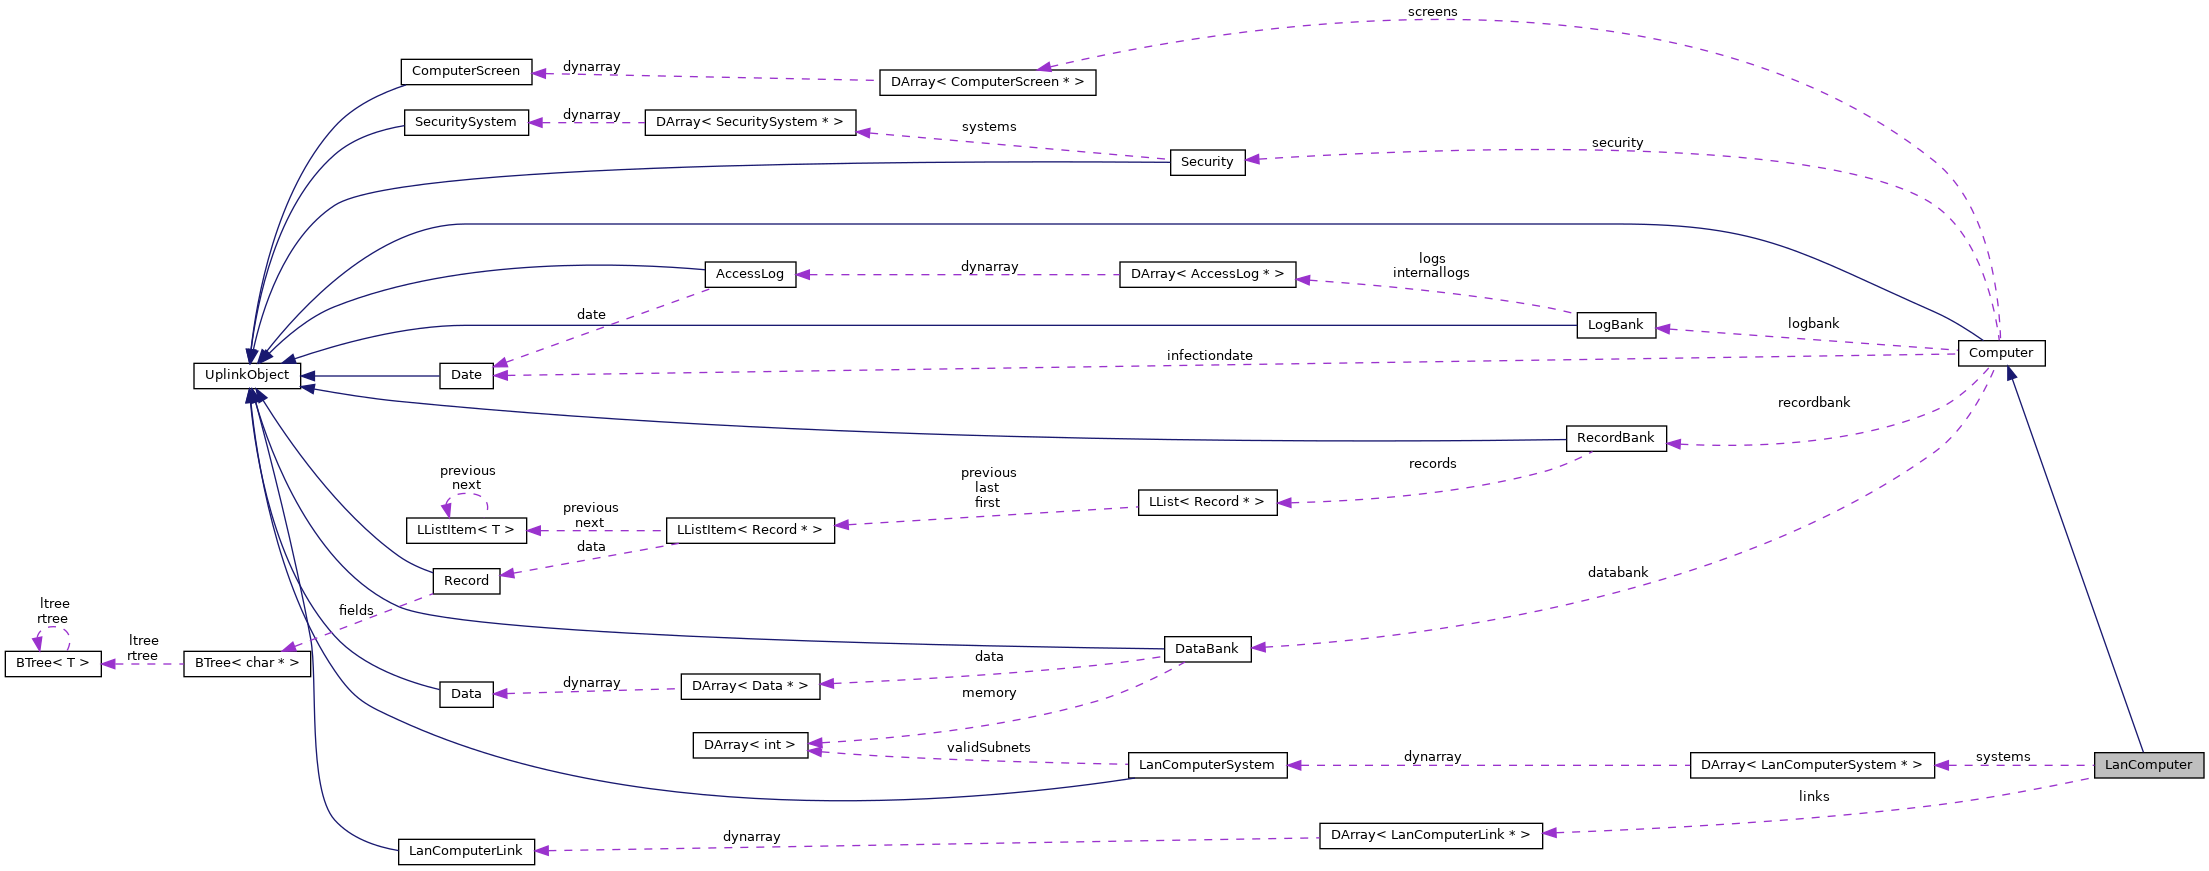 screens
ComputerScreen
dynarray
DArray< ComputerScreen * >
SecuritySystem
dynarray
DArray< SecuritySystem * >
systems
security
Security
logs
internallogs
AccessLog
dynarray
DArray< AccessLog * >
date
LogBank
logbank
infectiondate
Computer
UplinkObject
Date
recordbank
RecordBank
records
previous
next
previous
last
first
LList< Record * >
previous
next
LListItem< T >
LListItem< Record * >
data
Record
databank
fields
ltree
rtree
ltree
rtree
BTree< T >
BTree< char * >
DataBank
data
dynarray
DArray< Data * >
Data
memory
DArray< int >
validSubnets
LanComputerSystem
dynarray
DArray< LanComputerSystem * >
systems
LanComputer
links
DArray< LanComputerLink * >
dynarray
LanComputerLink